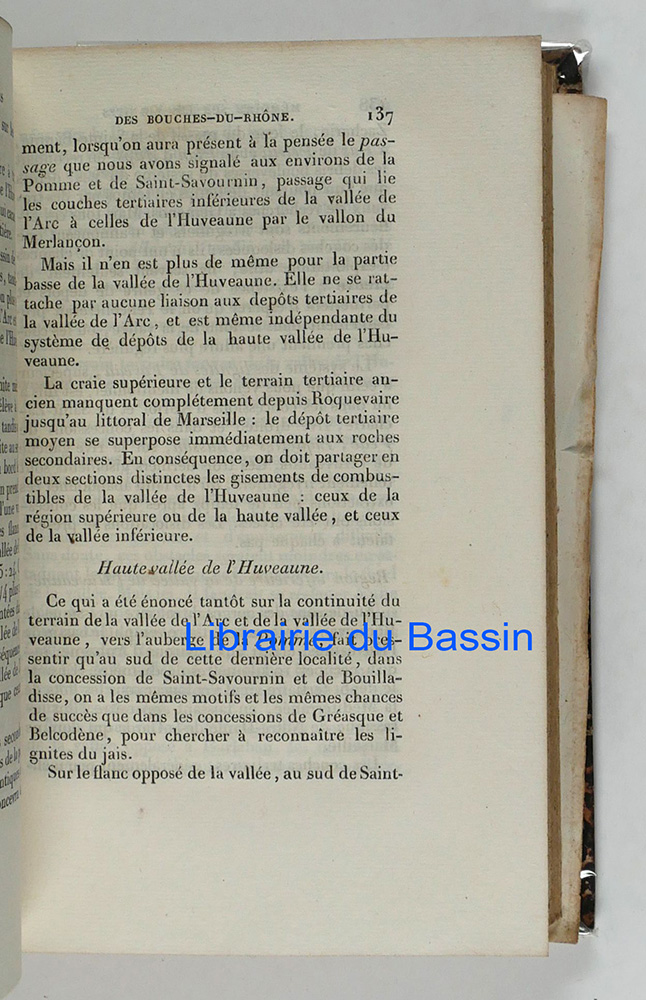 DES BOUCHES-DU-RHÔNE. 137
ment, lorsqu'on aura présent à la pensée le pas-
sage que nous avons signalé aux environs de la
Pomme et de Saint-Savournin, passage qui lie
les couches tertiaires inférieures de la vallée de
l'Arc à celles de l'Huveaune par le vallon du
Merlançon.
Mais il n'en est plus de même pour la partie
basse de la vallée de l'Huveaune. Elle ne se rat-
tache par aucune liaison aux depôts tertiaires de
la vallée de l'Arc, et est même indépendante du
système de dépôts de la haute vallée de l'Hu-
veaune.
La craie supérieure et le terrain tertiaire an-
cien manquent complétement depuis Roquevaire
jusqu'au littoral de Marseille : le dépôt tertiaire
moyen se superpose immédiatement aux roches
secondaires. En conséquence, on doit partager en
deux sections distinctes les gisements de combus-
tibles de la vallée de l'Huveaune : ceux de la
région supérieure ou de la haute vallée, et ceux
de la vallée inférieure.
Haute vallée de l'Huveaune.
Ce qui a été énoncé tantôt sur la continuité du
terrain de la vallée de l'Arc et de la vallée de l'Hu-
veaune, vers l'auberge de la Pomme, fait pres-
sentir qu'au sud de cette dernière localité, dans
la concession de Saint-Savournin et de Bouilla-
disse, on a les mêmes motifs et les mêmes chances
de succès que dans les concessions de Gréasque et
Belcodène, pour chercher à reconnaître les li-
gnites du jais.
Sur le flanc opposé de la vallée, au sud de Saint-
Librairie du Bassin